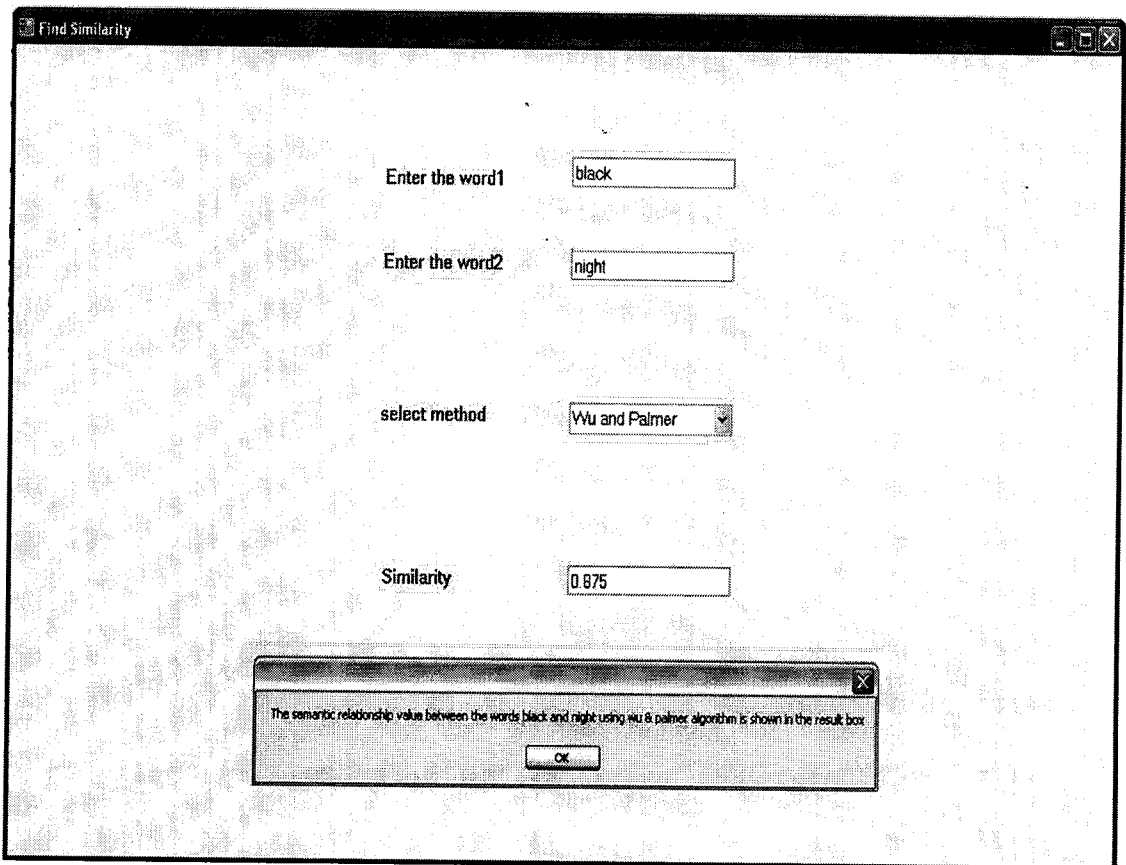 Find Similarity
Enter the word1 black
Enter the word2 night
select method Wu and Palmer
Similarity 0.875
The semantic relationship value between the words black and night using wu & palmer algorithm is shown in the result box
OK